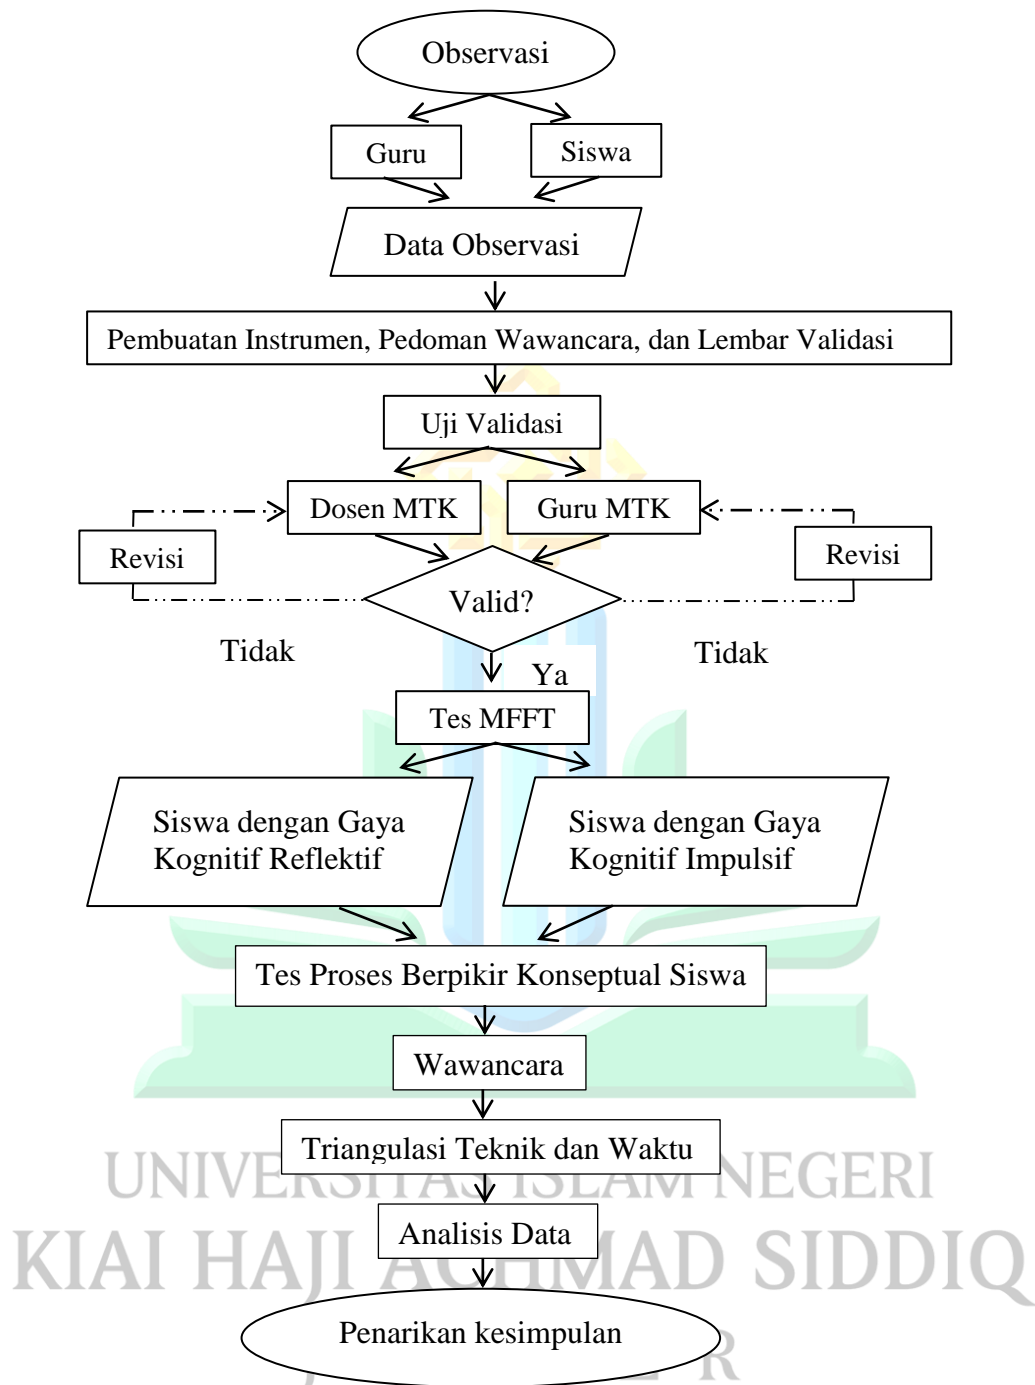 Observasi
Guru
Siswa
Data Observasi
Pembuatan Instrumen, Pedoman Wawancara, dan Lembar Validasi
Uji Validasi
Dosen MTK
Guru MTK
Revisi
Revisi
Valid?
Tidak
Tidak
Ya
Tes MFFT
Siswa dengan Gaya
Kognitif Reflektif
Siswa dengan Gaya
Kognitif Impulsif
Tes Proses Berpikir Konseptual Siswa
Wawancara
Triangulasi Teknik dan Waktu
UNIVERSITAS ISLAM NEGERI
Analisis Data
KIAI HAJI ACHMAD SIDDIQ
Penarikan kesimpulan